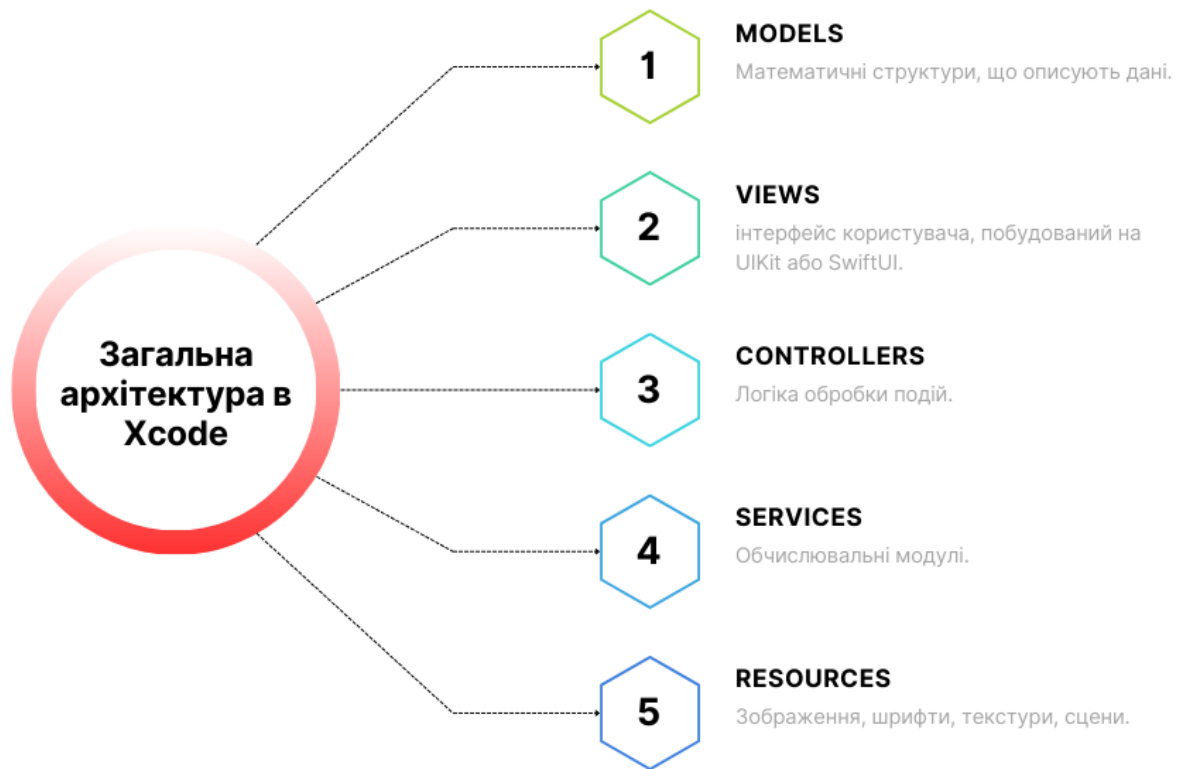 Загальна
архітектура в
Xcode
1
MODELS
Математичні структури, що описують дані.
2
VIEWS
інтерфейс користувача, побудований на
UIKit або SwiftUI.
3
CONTROLLERS
Логіка обробки подій.
4
SERVICES
Обчислювальні модулі.
5
RESOURCES
Зображення, шрифти, текстури, сцени.